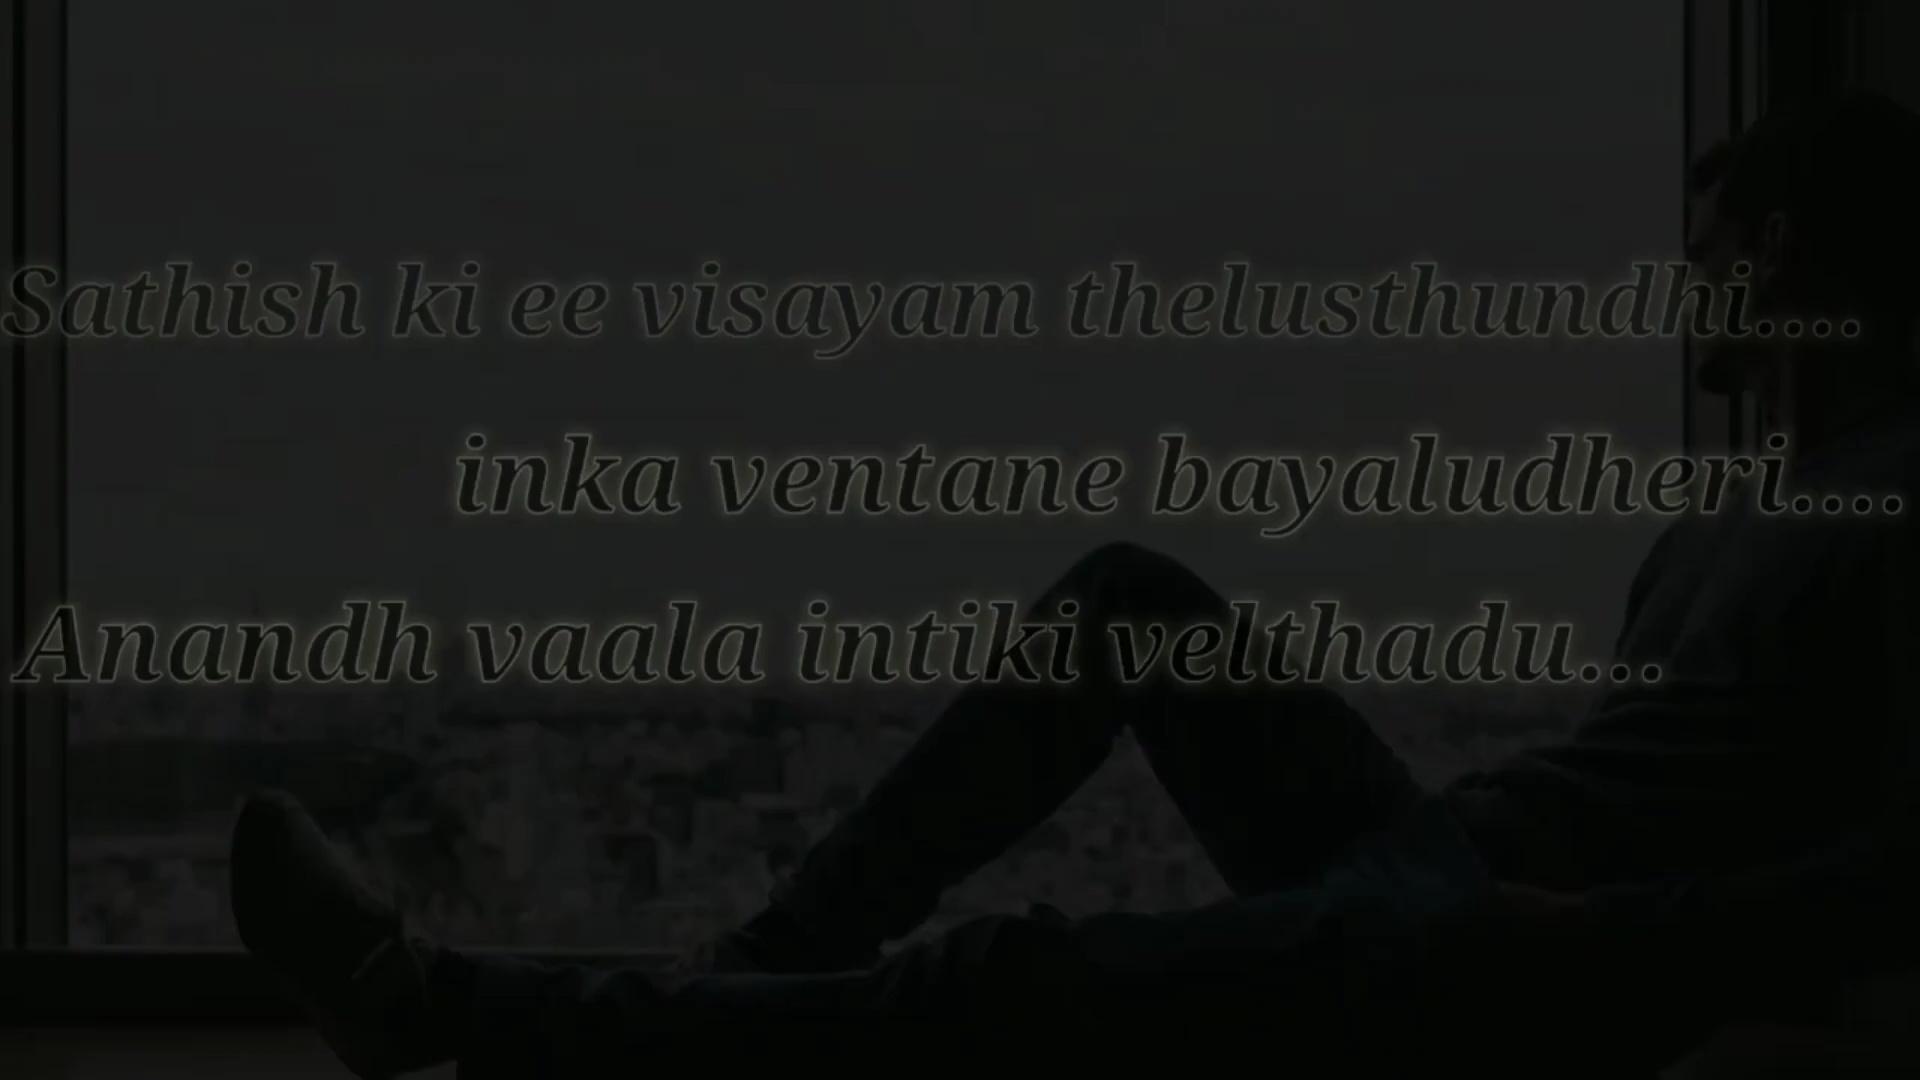 Sathish ki ee visayam thelusthundhi....
inka ventane bayaludheri....
Anandh vaala intiki velthadu...